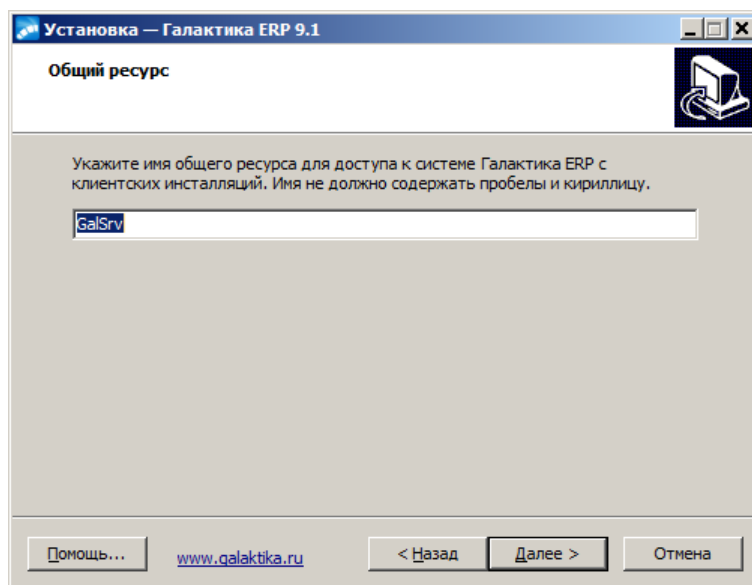 Установка — Галактика ERP 9.1
Общий ресурс
Укажите имя общего ресурса для доступа к системе Галактика ERP с
клиентских инсталляций. Имя не должно содержать пробелы и кириллицу.
GalSrv
Помощь...
www.galaktika.ru
< Назад
Далее >
Отмена